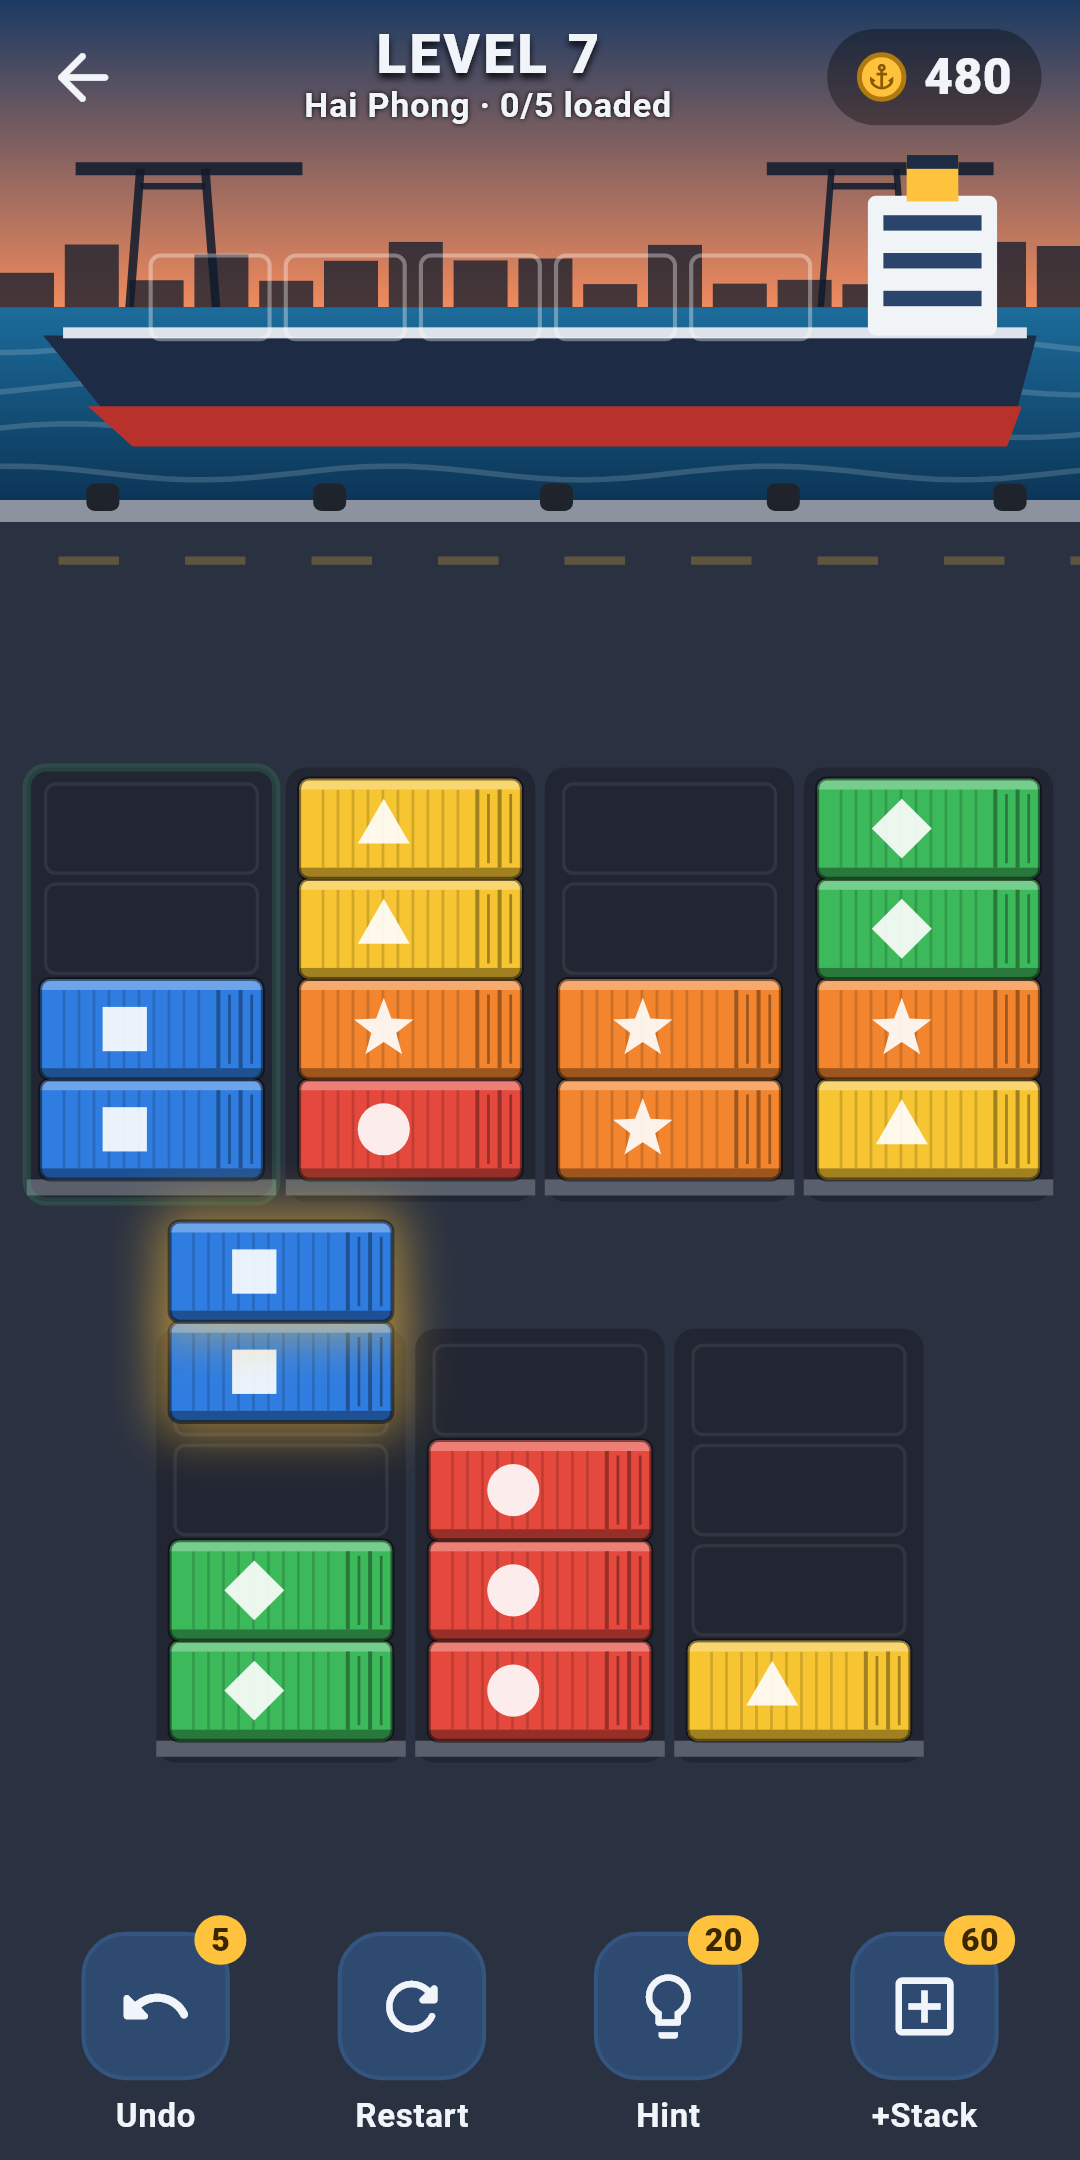 LEVEL 7
480
Hai Phong · 0/5 loaded
5
20
60
Undo
Restart
Hint
+Stack